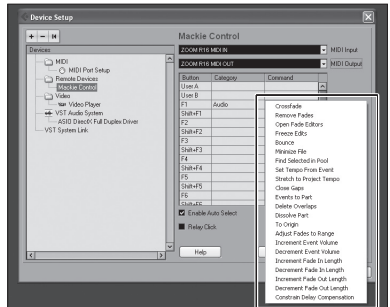 Device Setup
Devices
MIDI
MIDI Port Setup
Remote Devices
Mackie Control
Video
Video Player
VST Audio System
ASIO DirectX Full Duplex Driver
VST System Link
Mackie Control
ZOOM R16 MIDI IN
MIDI Input
ZOOM R16 MIDI OUT
MIDI Output
Button Category Command
User A
User B
F1 Audio
Shift+F1
F2
Shift+F2
F3
Shift+F3
F4
Shift+F4
F5
Shift+F5
F6
Shift+F6
Enable Auto Select
Relay Click
Help
Crossfade
Remove Fades
Open Fade Editors
Freeze Edits
Bounce
Minimize File
Find Selected in Pool
Set Tempo From Event
Stretch to Project Tempo
Close Gaps
Events to Part
Delete Overlaps
Dissolve Part
To Origin
Adjust Fades to Range
Increment Event Volume
Decrement Event Volume
Increment Fade In Length
Decrement Fade In Length
Increment Fade Out Length
Decrement Fade Out Length
Constrain Delay Compensation